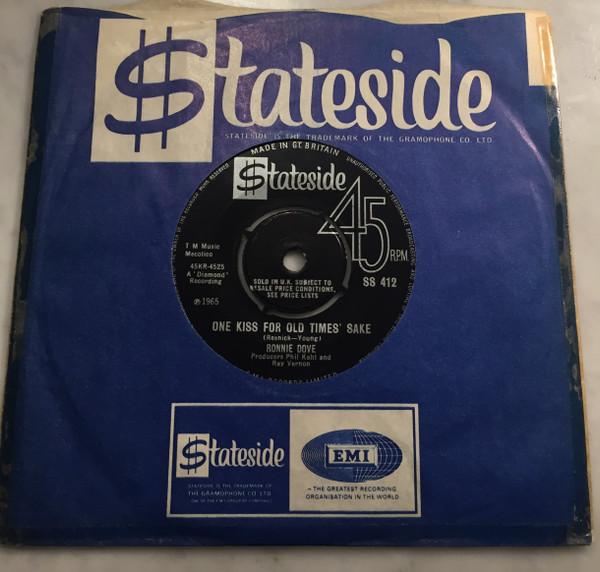 $tateside
STATESIDE IS THE TRADEMARK OF THE GRAMOPHONE CO. LTD.
MADE IN GT. BRITAIN
$tateside
45
R.P.M.
T M Music
Mecolico
45KR-4525
A 'Diamond'
Recording
℗1965
SOLD IN U.K. SUBJECT TO
RESALE PRICE CONDITIONS,
SEE PRICE LISTS
SS 412
ONE KISS FOR OLD TIMES' SAKE
(Resnick—Young)
RONNIE DOVE
Producers Phil Kahl and
Ray Vernon
$tateside
STATESIDE IS THE TRADEMARK OF
THE GRAMOPHONE CO. LTD.
EMI
– THE GREATEST RECORDING
ORGANISATION IN THE WORLD